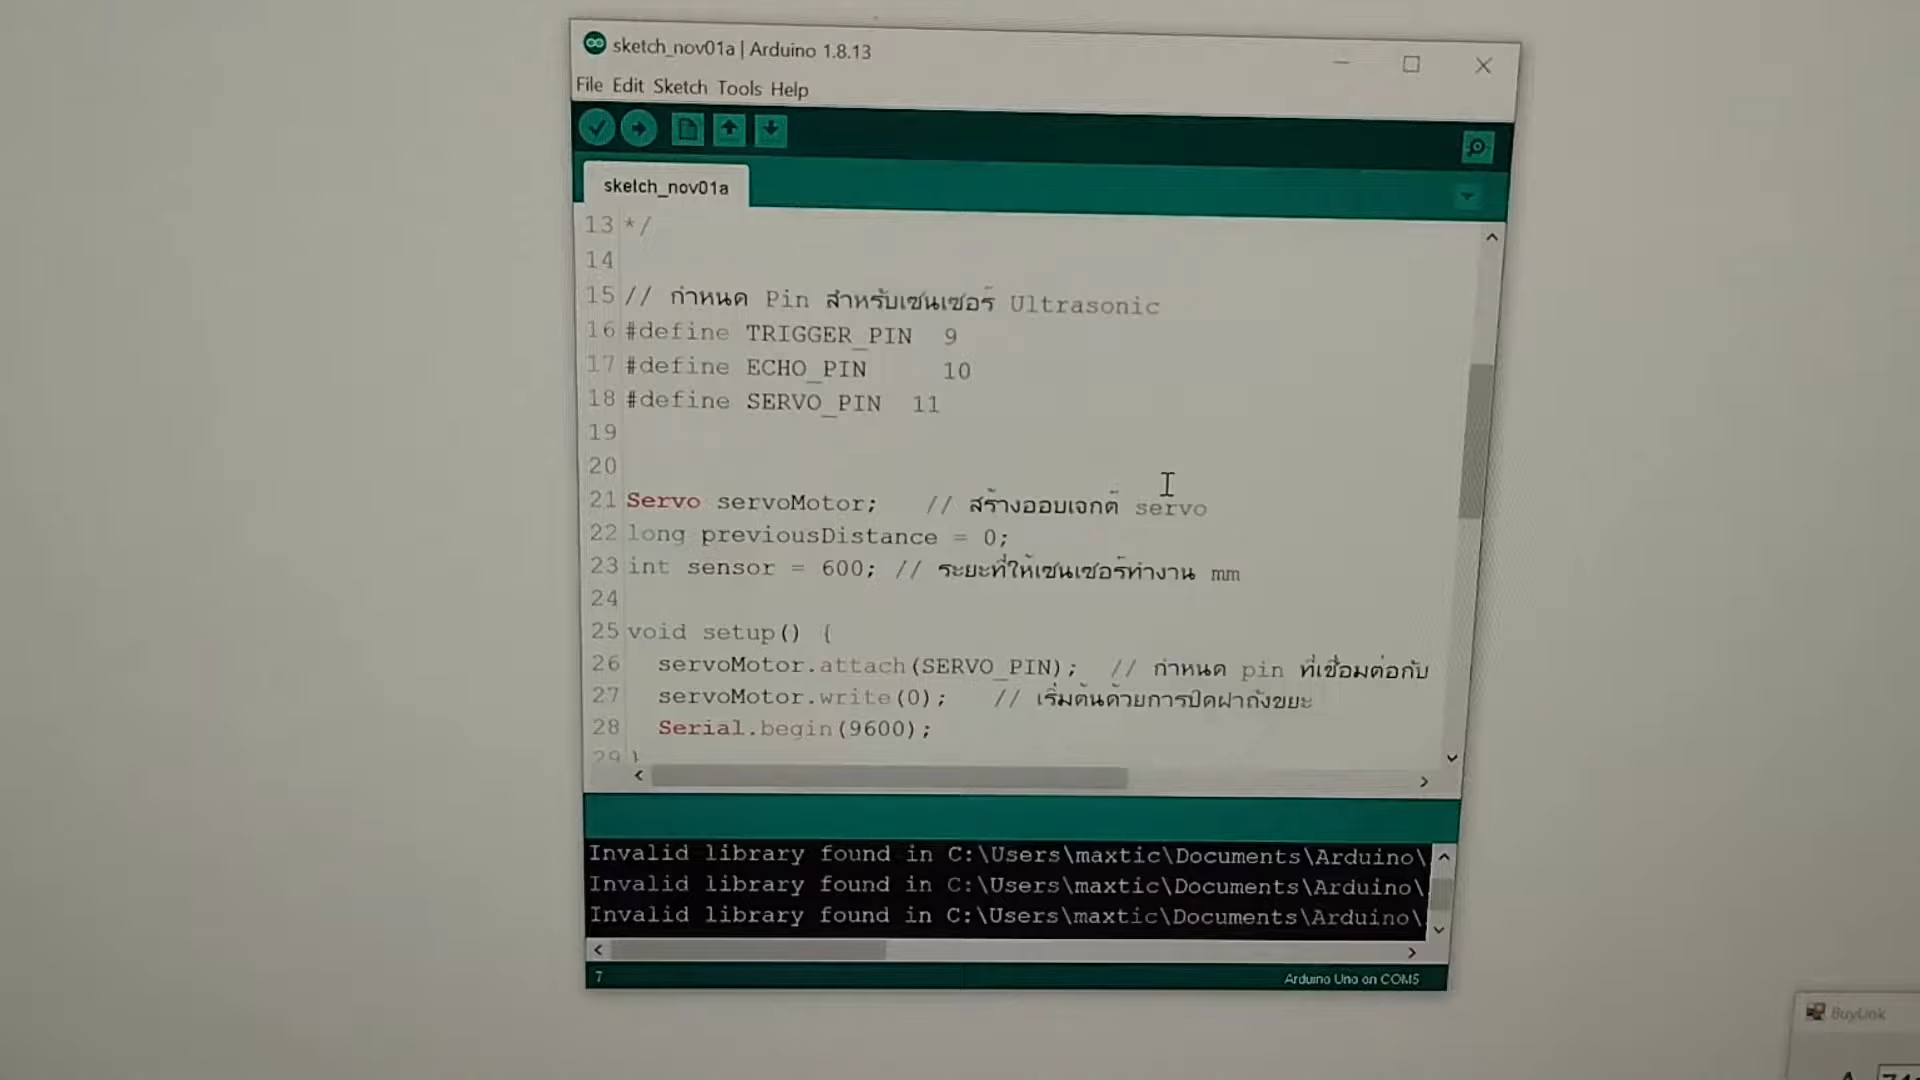 sketch_nov01a | Arduino 1.8.13
File Edit Sketch Tools Help
sketch_nov01a
13 */
14
15 // กำหนด Pin สำหรับเซนเซอร์ Ultrasonic
16 #define TRIGGER_PIN 9
17 #define ECHO_PIN 10
18 #define SERVO_PIN 11
19
20
21 Servo servoMotor; // สร้างออบเจกต์ servo
22 long previousDistance = 0;
23 int sensor = 600; // ระยะที่ให้เซนเซอร์ทำงาน mm
24
25 void setup() {
26 servoMotor.attach(SERVO_PIN); // กำหนด pin ที่เชื่อมต่อกับ
27 servoMotor.write(0); // เริ่มต้นด้วยการปิดฝาถังขยะ
28 Serial.begin(9600);
29 }
Invalid library found in C:\Users\maxtic\Documents\Arduino\
Invalid library found in C:\Users\maxtic\Documents\Arduino\
Invalid library found in C:\Users\maxtic\Documents\Arduino\
7
Arduino Uno on COM5
BuyLink